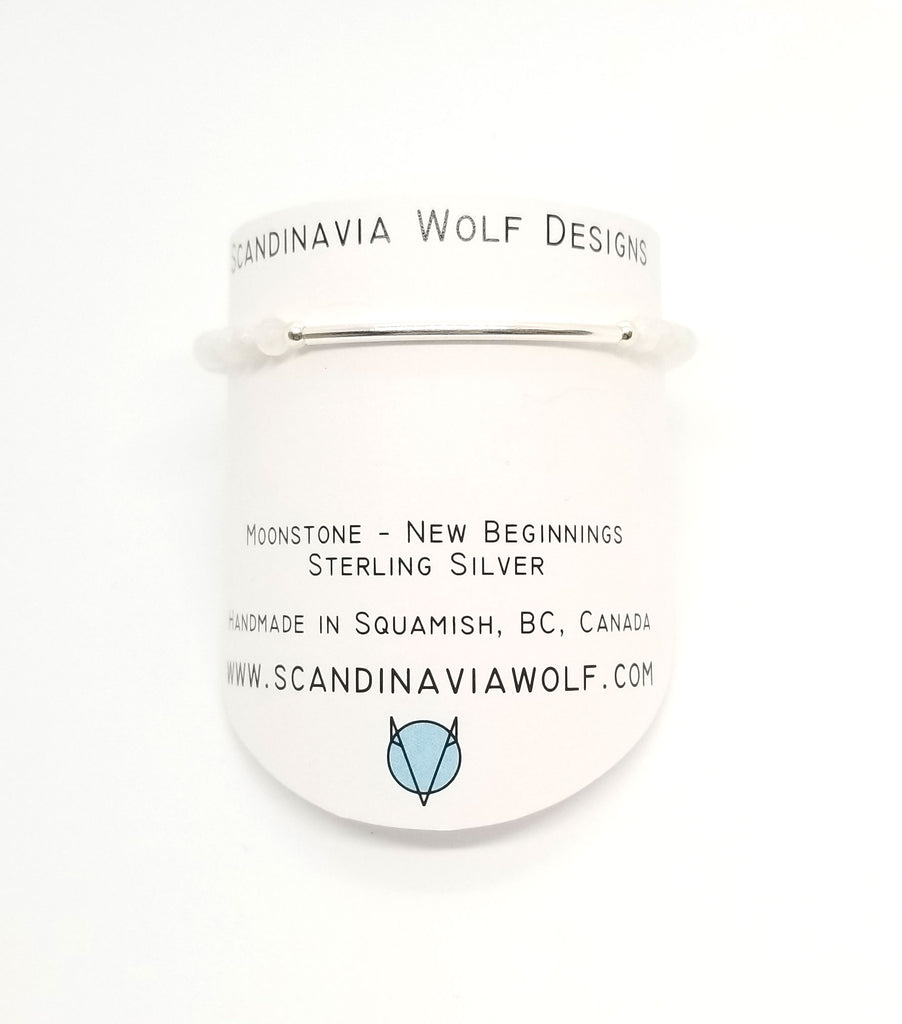 Scandinavia Wolf Designs
Moonstone - New Beginnings
Sterling Silver
Handmade in Squamish, BC, Canada
www.scandinaviawolf.com